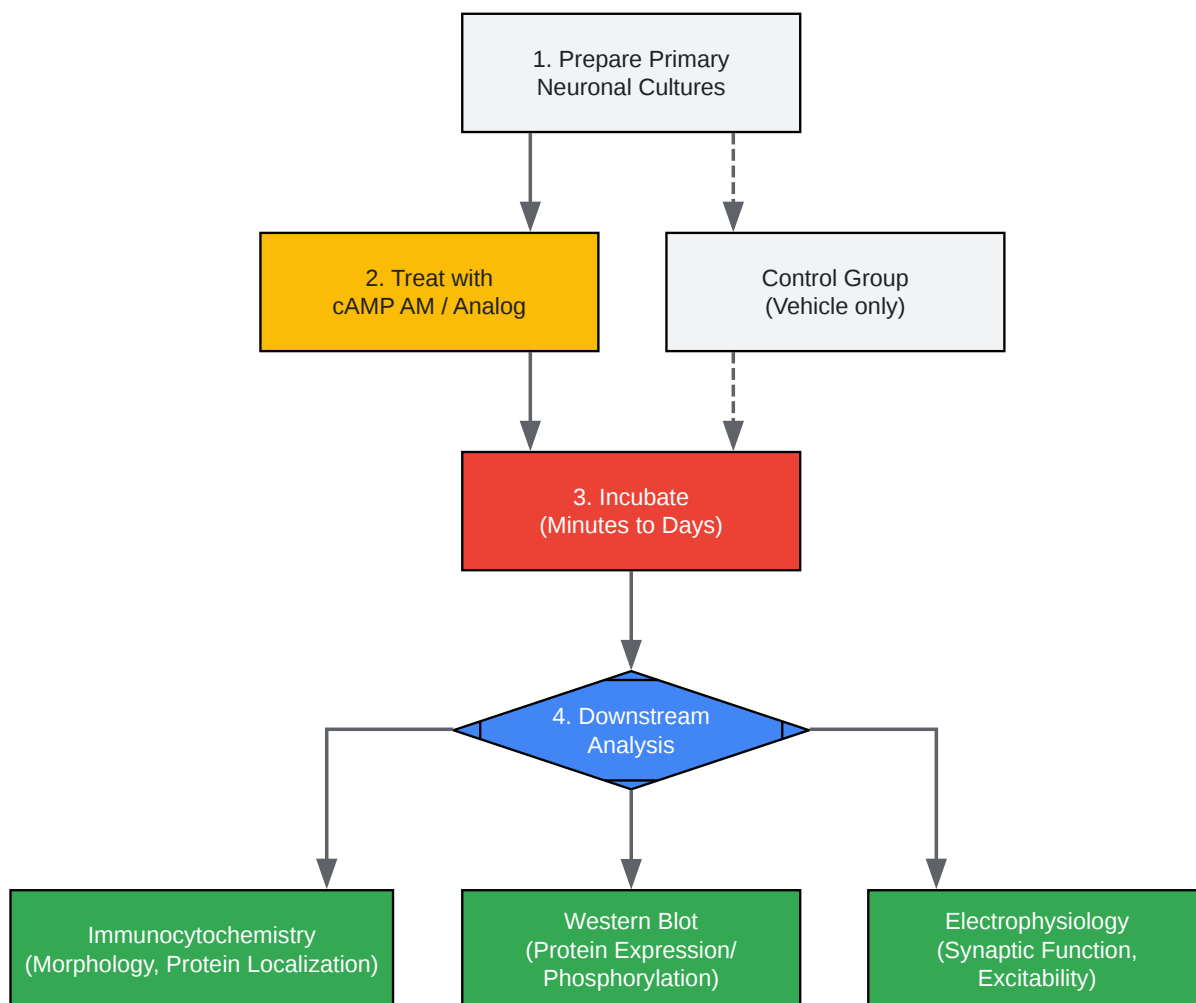 1. Prepare Primary
Neuronal Cultures
2. Treat with
cAMP AM / Analog
Control Group
(Vehicle only)
3. Incubate
(Minutes to Days)
4. Downstream
Analysis
Immunocytochemistry
(Morphology, Protein Localization)
Western Blot
(Protein Expression/
Phosphorylation)
Electrophysiology
(Synaptic Function,
Excitability)